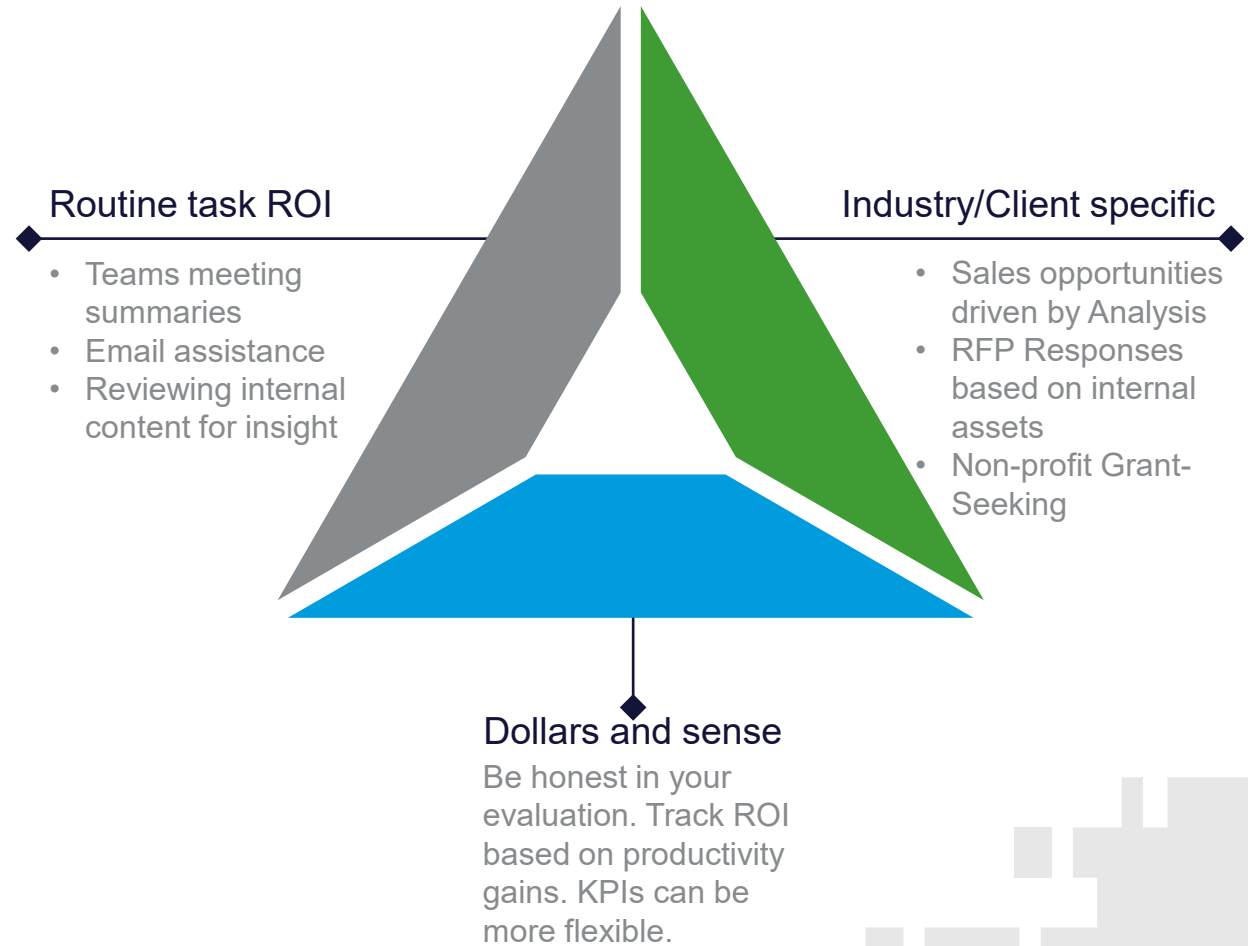 Routine task ROI
• Teams meeting
summaries
• Email assistance
• Reviewing internal
content for insight
Industry/Client specific
• Sales opportunities
driven by Analysis
• RFP Responses
based on internal
assets
• Non-profit Grant-
Seeking
Dollars and sense
Be honest in your
evaluation. Track ROI
based on productivity
gains. KPIs can be
more flexible.